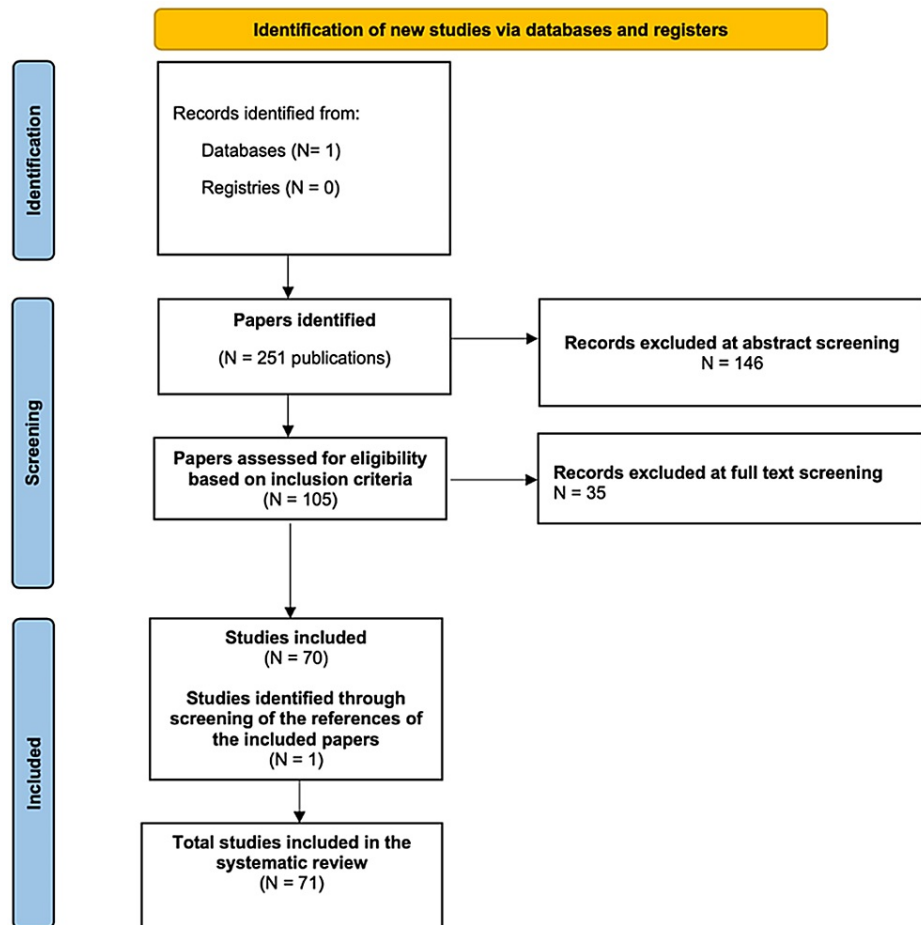 Identification of new studies via databases and registers
Identification
Records identified from:
Databases (N= 1)
Registries (N = 0)
Screening
Papers identified
(N = 251 publications)
Records excluded at abstract screening
N = 146
Papers assessed for eligibility
based on inclusion criteria
(N = 105)
Records excluded at full text screening
N = 35
Included
Studies included
(N = 70)
Studies identified through
screening of the references of
the included papers
(N = 1)
Total studies included in the
systematic review
(N = 71)